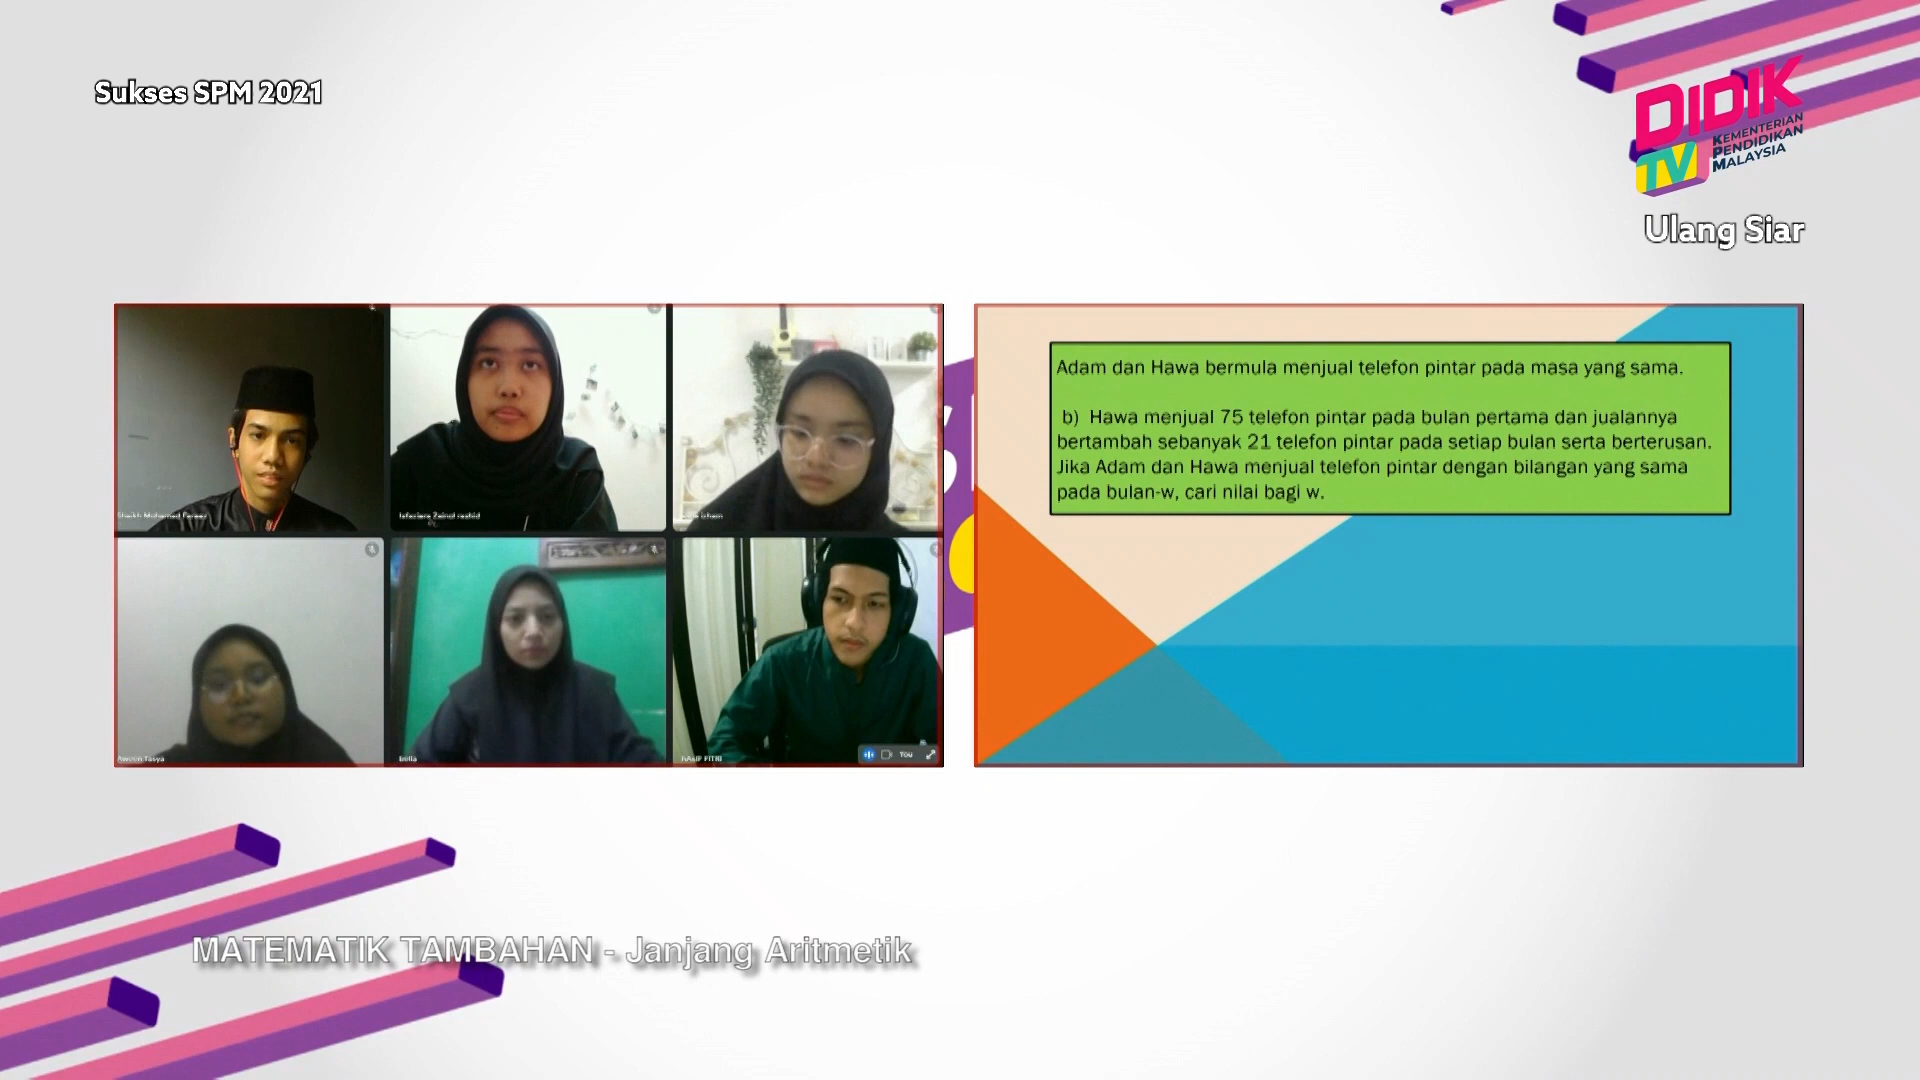 Sukses SPM 2021
DIDIK
TV
KEMENTERIAN
PENDIDIKAN
MALAYSIA
Ulang Siar
Adam dan Hawa bermula menjual telefon pintar pada masa yang sama.
b) Hawa menjual 75 telefon pintar pada bulan pertama dan jualannya
bertambah sebanyak 21 telefon pintar pada setiap bulan serta berterusan.
Jika Adam dan Hawa menjual telefon pintar dengan bilangan yang sama
pada bulan-w, cari nilai bagi w.
You
MATEMATIK TAMBAHAN - Janjang Aritmetik